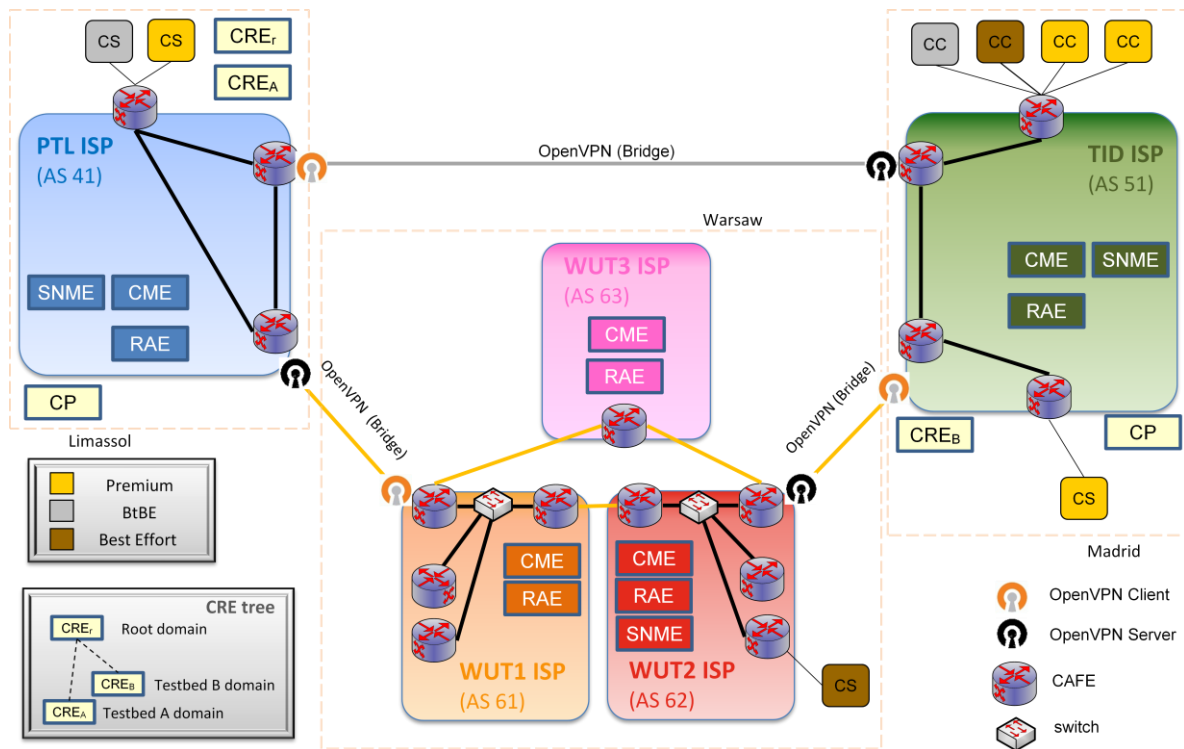 CS
CS
CREr
CREA
PTL ISP
(AS 41)
SNME
CME
RAE
CP
Limassol
OpenVPN (Bridge)
CC
CC
CC
CC
TID ISP
(AS 51)
CME
SNME
RAE
CREB
CP
CS
Madrid
Warsaw
WUT3 ISP
(AS 63)
CME
RAE
OpenVPN (Bridge)
OpenVPN (Bridge)
CME
RAE
WUT1 ISP
(AS 61)
CME
RAE
SNME
WUT2 ISP
(AS 62)
CS
Premium
BtBE
Best Effort
CRE tree
CREr
Root domain
CREB
Testbed B domain
CREA
Testbed A domain
OpenVPN Client
OpenVPN Server
CAFE
switch